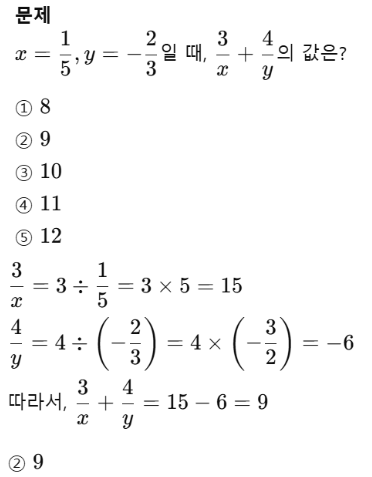 문제
x = 1/5, y = −2/3일 때, 3/x + 4/y의 값은?
① 8
② 9
③ 10
④ 11
⑤ 12
3/x = 3 ÷ 1/5 = 3 × 5 = 15
4/y = 4 ÷ (−2/3) = 4 × (−3/2) = −6
따라서, 3/x + 4/y = 15 − 6 = 9
② 9